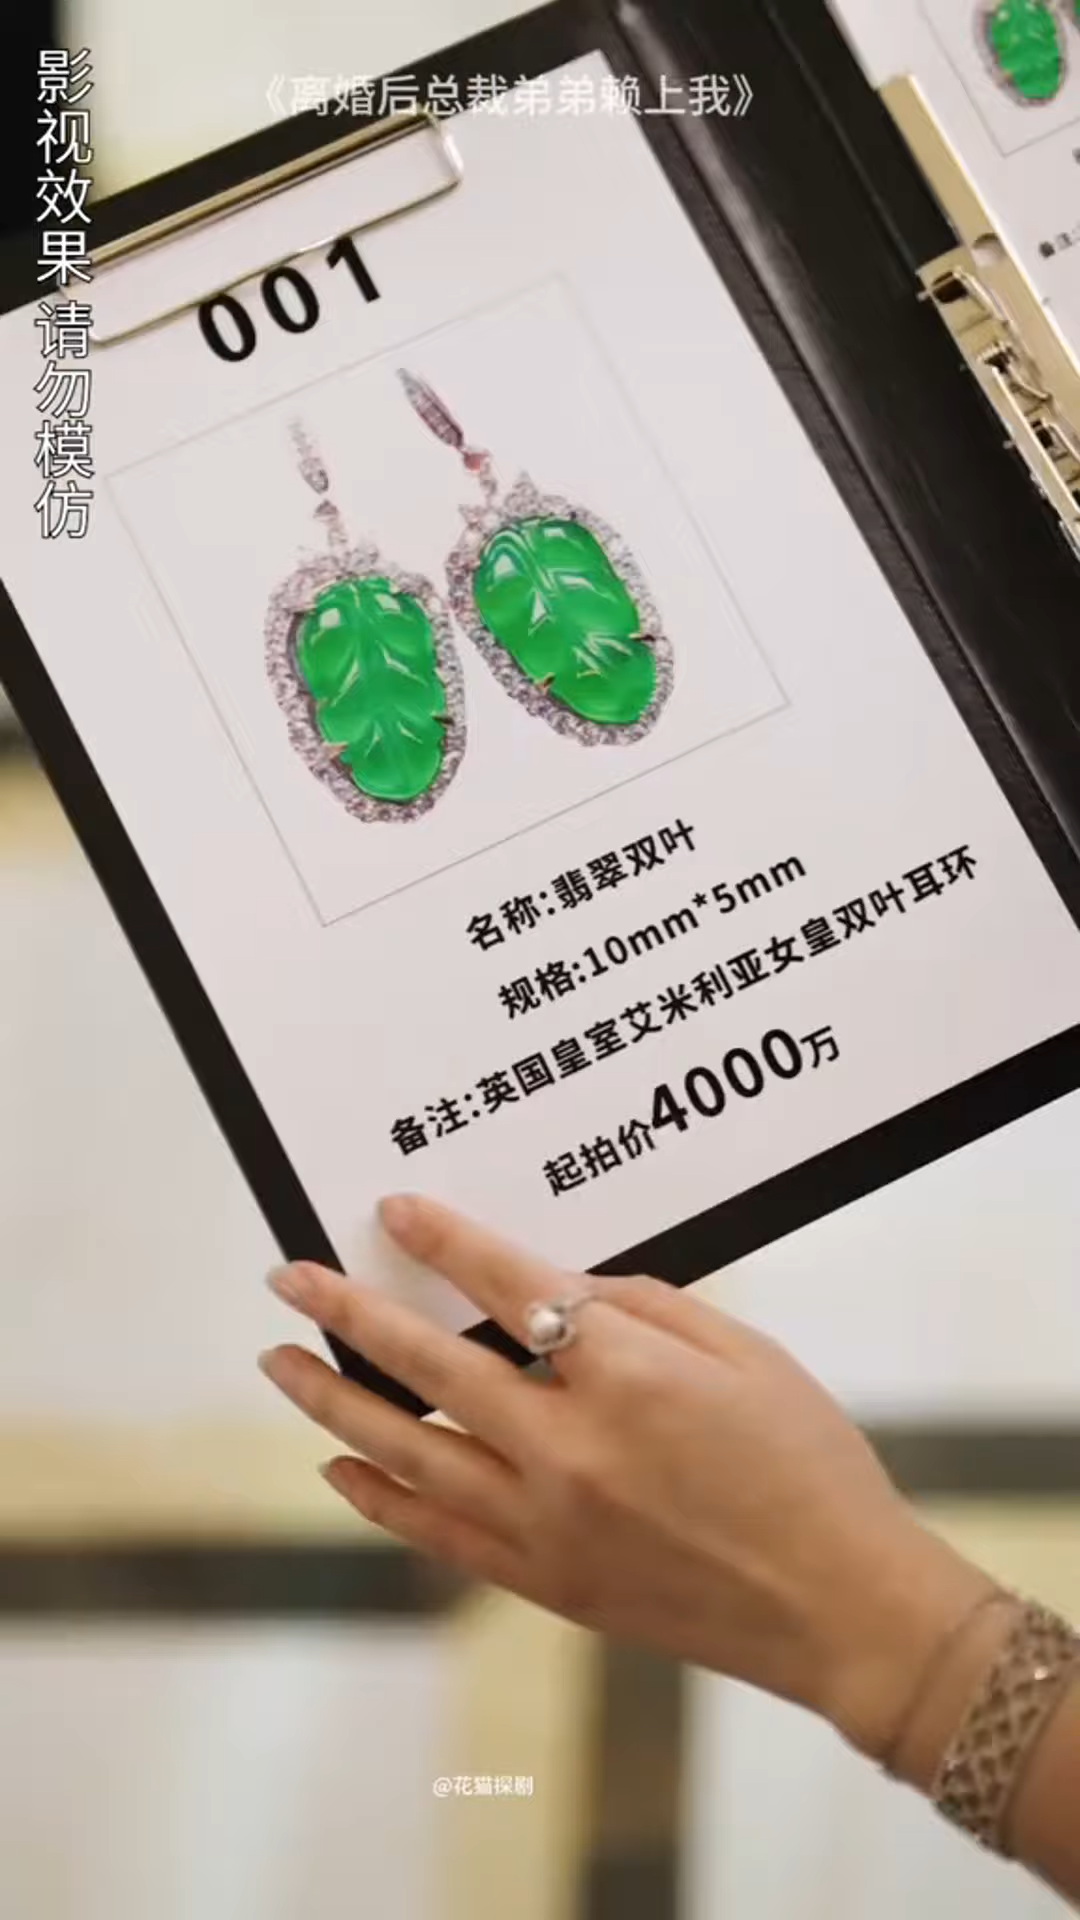 《离婚后总裁弟弟赖上我》
影视效果 请勿模仿
001
名称:翡翠双叶
规格:10mm*5mm
备注:英国皇室艾米利亚女皇双叶耳环
起拍价4000万
备注:
@花猫探剧